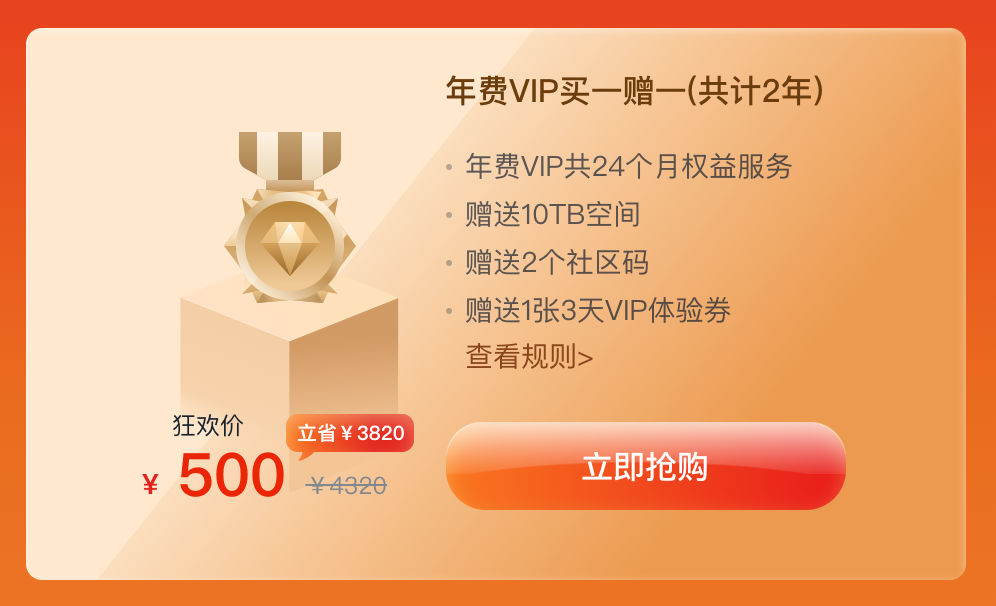 年费VIP买一赠一(共计2年)
• 年费VIP共24个月权益服务
• 赠送10TB空间
• 赠送2个社区码
• 赠送1张3天VIP体验券
查看规则>
狂欢价
立省¥3820
¥ 500
¥4320
立即抢购